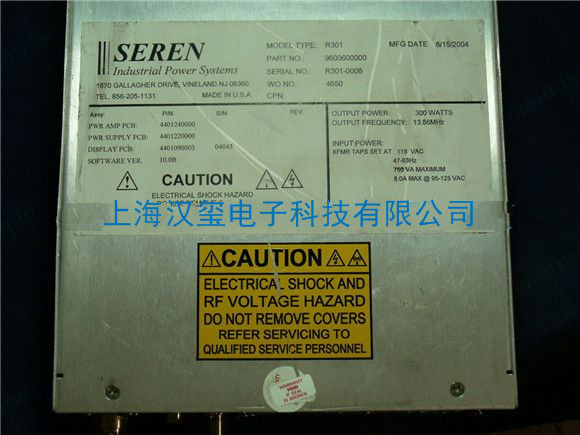 SEREN
Industrial Power Systems
1670 GALLAGHER DRIVE, VINELAND NJ 08360
TEL. 856-205-1131 MADE IN U.S.A.
MODEL TYPE: R301 MFG DATE 6/15/2004
PART NO.: 9600600000
SERIAL NO.: R301-0006
WO NO.: 4650
CPN:
Assy: P/N: S/N: REV:
PWR AMP PCB: 4401240000
PWR SUPPLY PCB: 4401220000
DISPLAY PCB: 4401090003 04043
SOFTWARE VER. 10.0B
CAUTION
ELECTRICAL SHOCK HAZARD
OUTPUT POWER: 300 WATTS
OUTPUT FREQUENCY: 13.56MHz
INPUT POWER:
XFMR TAPS SET AT 115 VAC
47-63Hz
750 VA MAXIMUM
8.0A MAX @ 95-125 VAC
上海汉玺电子科技有限公司
CAUTION
ELECTRICAL SHOCK AND
RF VOLTAGE HAZARD
DO NOT REMOVE COVERS
REFER SERVICING TO
QUALIFIED SERVICE PERSONNEL
WARRANTY
VOID
IF SEAL
IS BROKEN